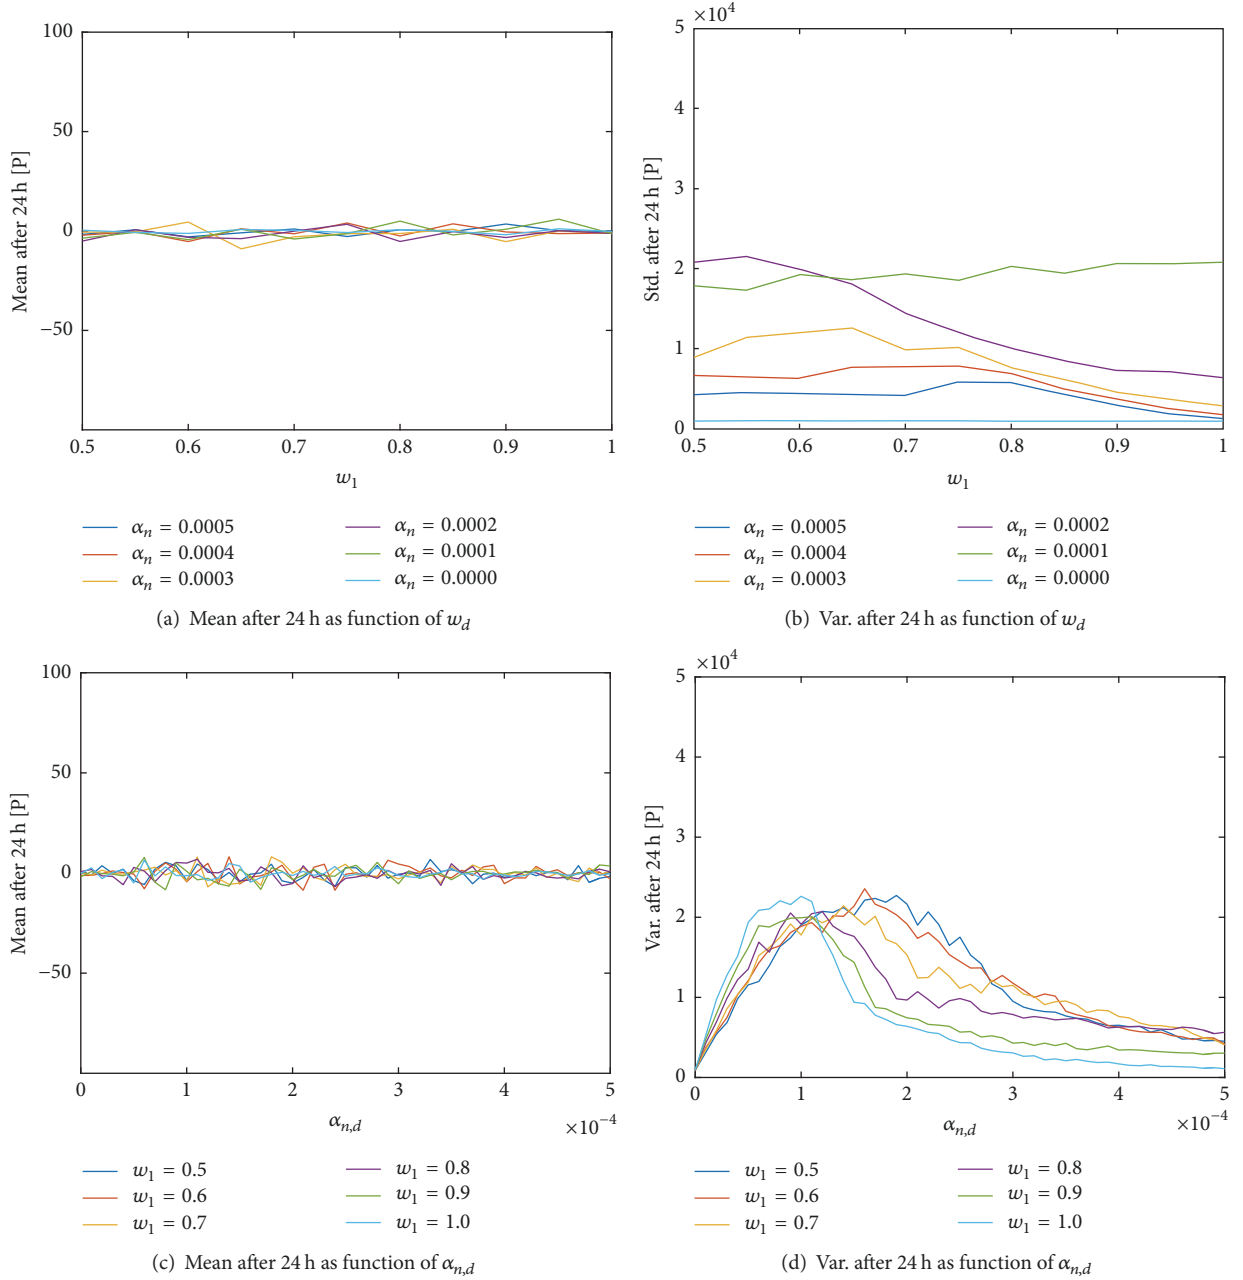 100
50
0
−50
Mean after 24 h [P]
0.5 0.6 0.7 0.8 0.9 1
w1
αn = 0.0005
αn = 0.0004
αn = 0.0003
αn = 0.0002
αn = 0.0001
αn = 0.0000
(a) Mean after 24 h as function of wd
×10^4
5
4
3
2
1
0
Std. after 24 h [P]
0.5 0.6 0.7 0.8 0.9 1
w1
αn = 0.0005
αn = 0.0004
αn = 0.0003
αn = 0.0002
αn = 0.0001
αn = 0.0000
(b) Var. after 24 h as function of wd
100
50
0
−50
Mean after 24 h [P]
0 1 2 3 4 5
×10^−4
αn,d
w1 = 0.5
w1 = 0.6
w1 = 0.7
w1 = 0.8
w1 = 0.9
w1 = 1.0
(c) Mean after 24 h as function of αn,d
×10^4
5
4
3
2
1
0
Var. after 24 h [P]
0 1 2 3 4 5
×10^−4
αn,d
w1 = 0.5
w1 = 0.6
w1 = 0.7
w1 = 0.8
w1 = 0.9
w1 = 1.0
(d) Var. after 24 h as function of αn,d